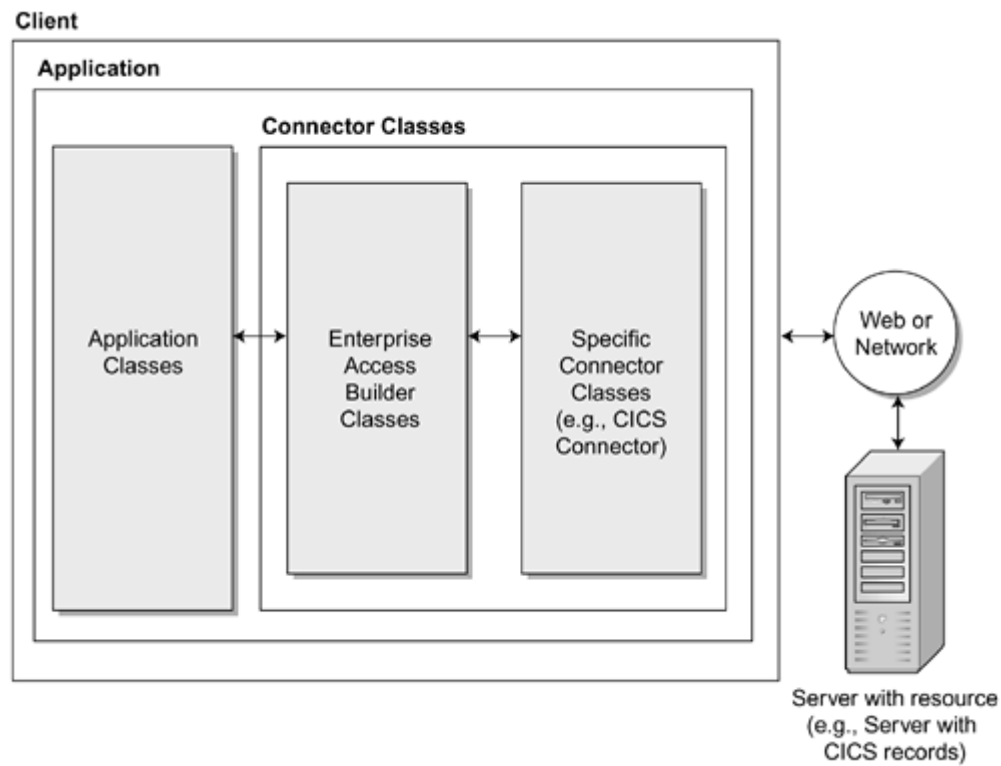 Client
Application
Connector Classes
Application
Classes
Enterprise
Access
Builder
Classes
Specific
Connector
Classes
(e.g., CICS
Connector)
Web or
Network
Server with resource
(e.g., Server with
CICS records)